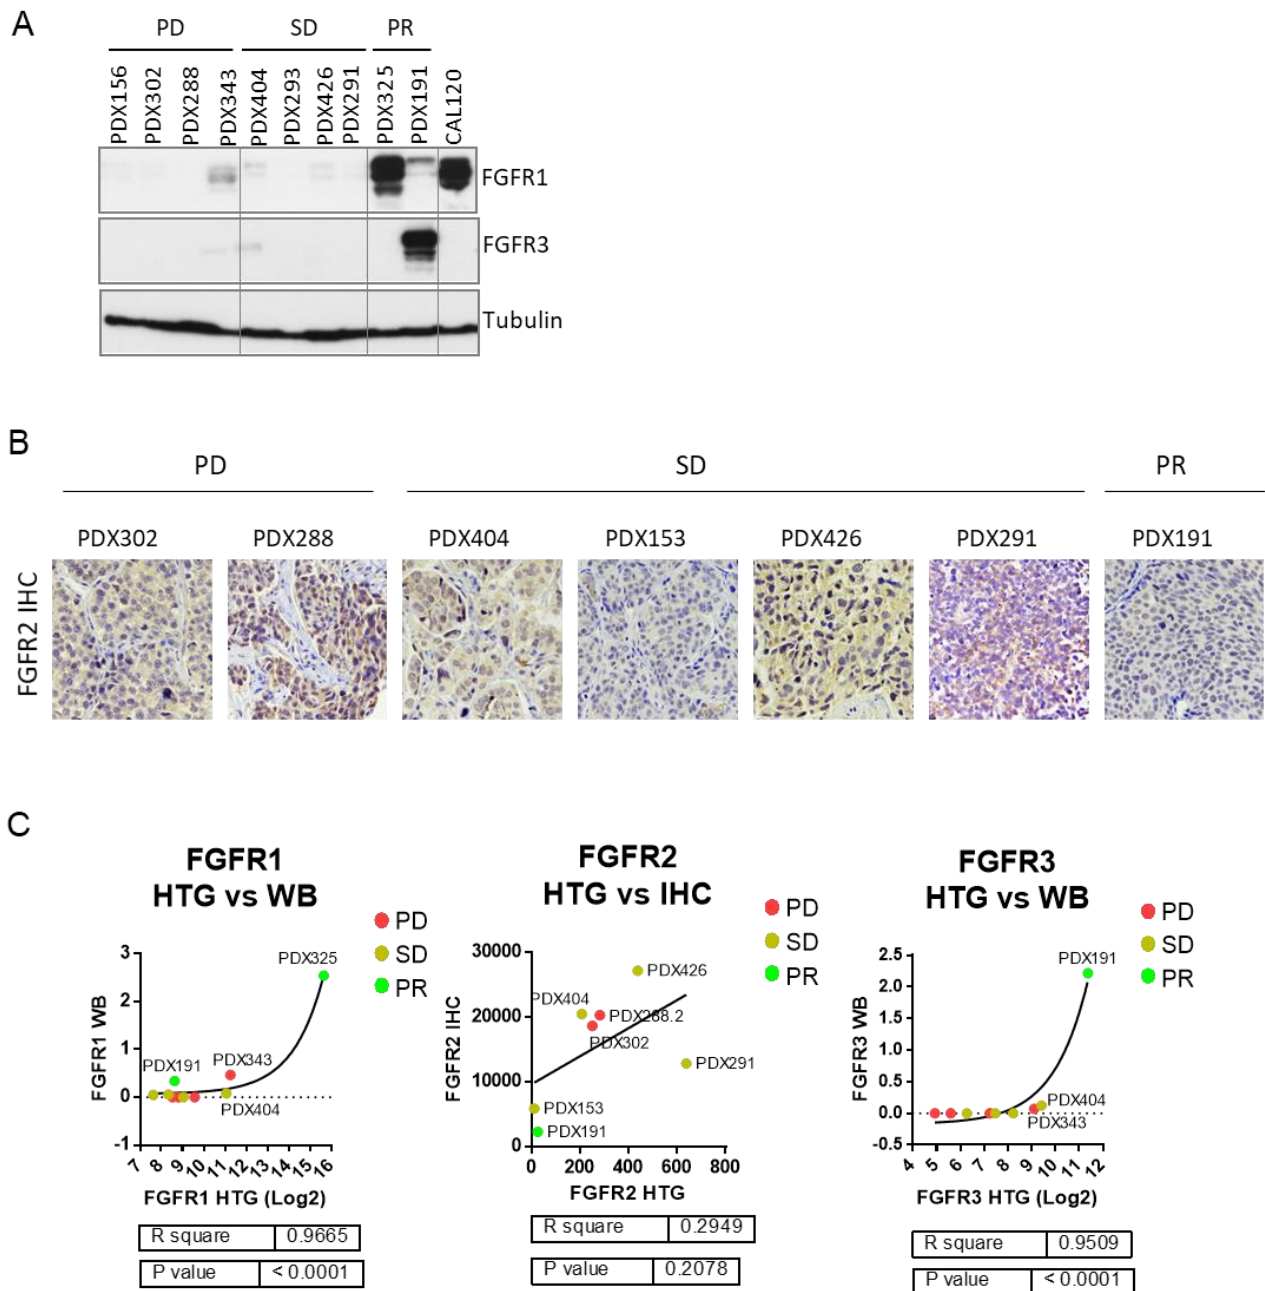 A
PD SD PR
PDX156 PDX302 PDX288 PDX343 PDX404 PDX293 PDX426 PDX291 PDX325 PDX191 CAL120
FGFR1
FGFR3
Tubulin
B
PD SD PR
PDX302 PDX288 PDX404 PDX153 PDX426 PDX291 PDX191
FGFR2 IHC
C
FGFR1
HTG vs WB
PD
SD
PR
3
2
1
0
-1
FGFR1 WB
PDX325
PDX191
PDX343
PDX404
7 8 9 10 11 12 13 14 15 16
FGFR1 HTG (Log2)
R square 0.9665
P value < 0.0001
FGFR2
HTG vs IHC
PD
SD
PR
30000
20000
10000
0
FGFR2 IHC
PDX426
PDX404
PDX288.2
PDX302
PDX291
PDX153
PDX191
0 200 400 600 800
FGFR2 HTG
R square 0.2949
P value 0.2078
FGFR3
HTG vs WB
PD
SD
PR
2.5
2.0
1.5
1.0
0.5
0.0
-0.5
FGFR3 WB
PDX191
PDX404
PDX343
4 5 6 7 8 9 10 11 12
FGFR3 HTG (Log2)
R square 0.9509
P value < 0.0001